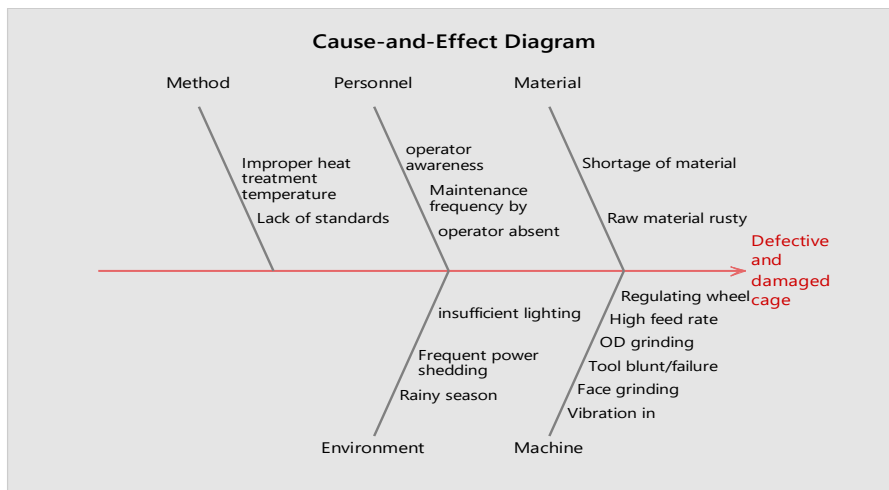 Cause-and-Effect Diagram
Method
Personnel
Material
Improper heat
treatment
temperature
Lack of standards
operator
awareness
Maintenance
frequency by
operator absent
Shortage of material
Raw material rusty
Defective
and
damaged
cage
insufficient lighting
Frequent power
shedding
Rainy season
Regulating wheel
High feed rate
OD grinding
Tool blunt/failure
Face grinding
Vibration in
Environment
Machine